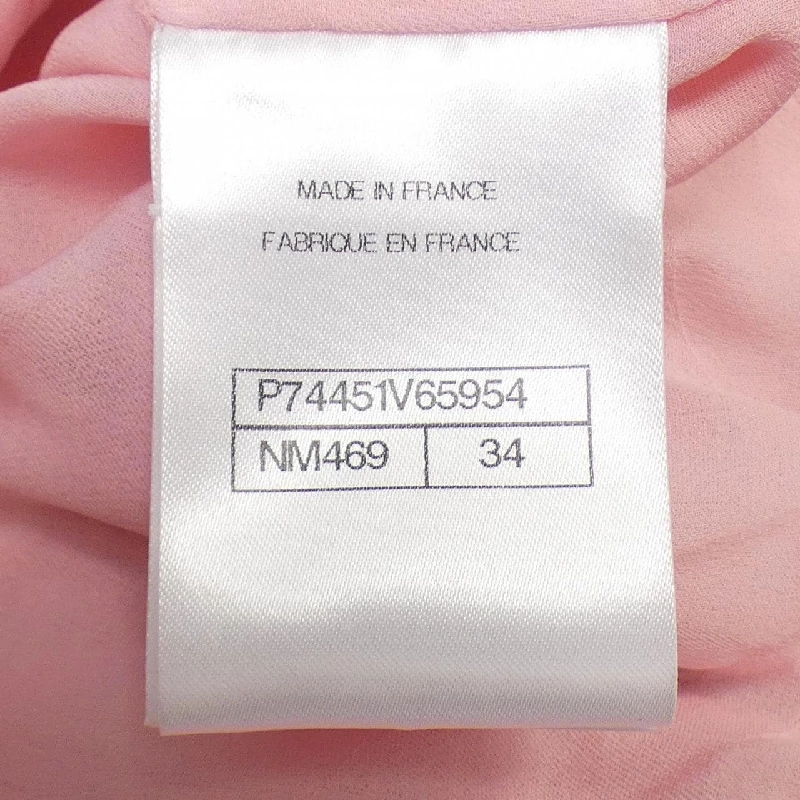 MADE IN FRANCE
FABRIQUE EN FRANCE
P74451V65954
NM469 34